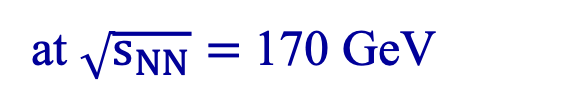 at √sNN = 170 GeV